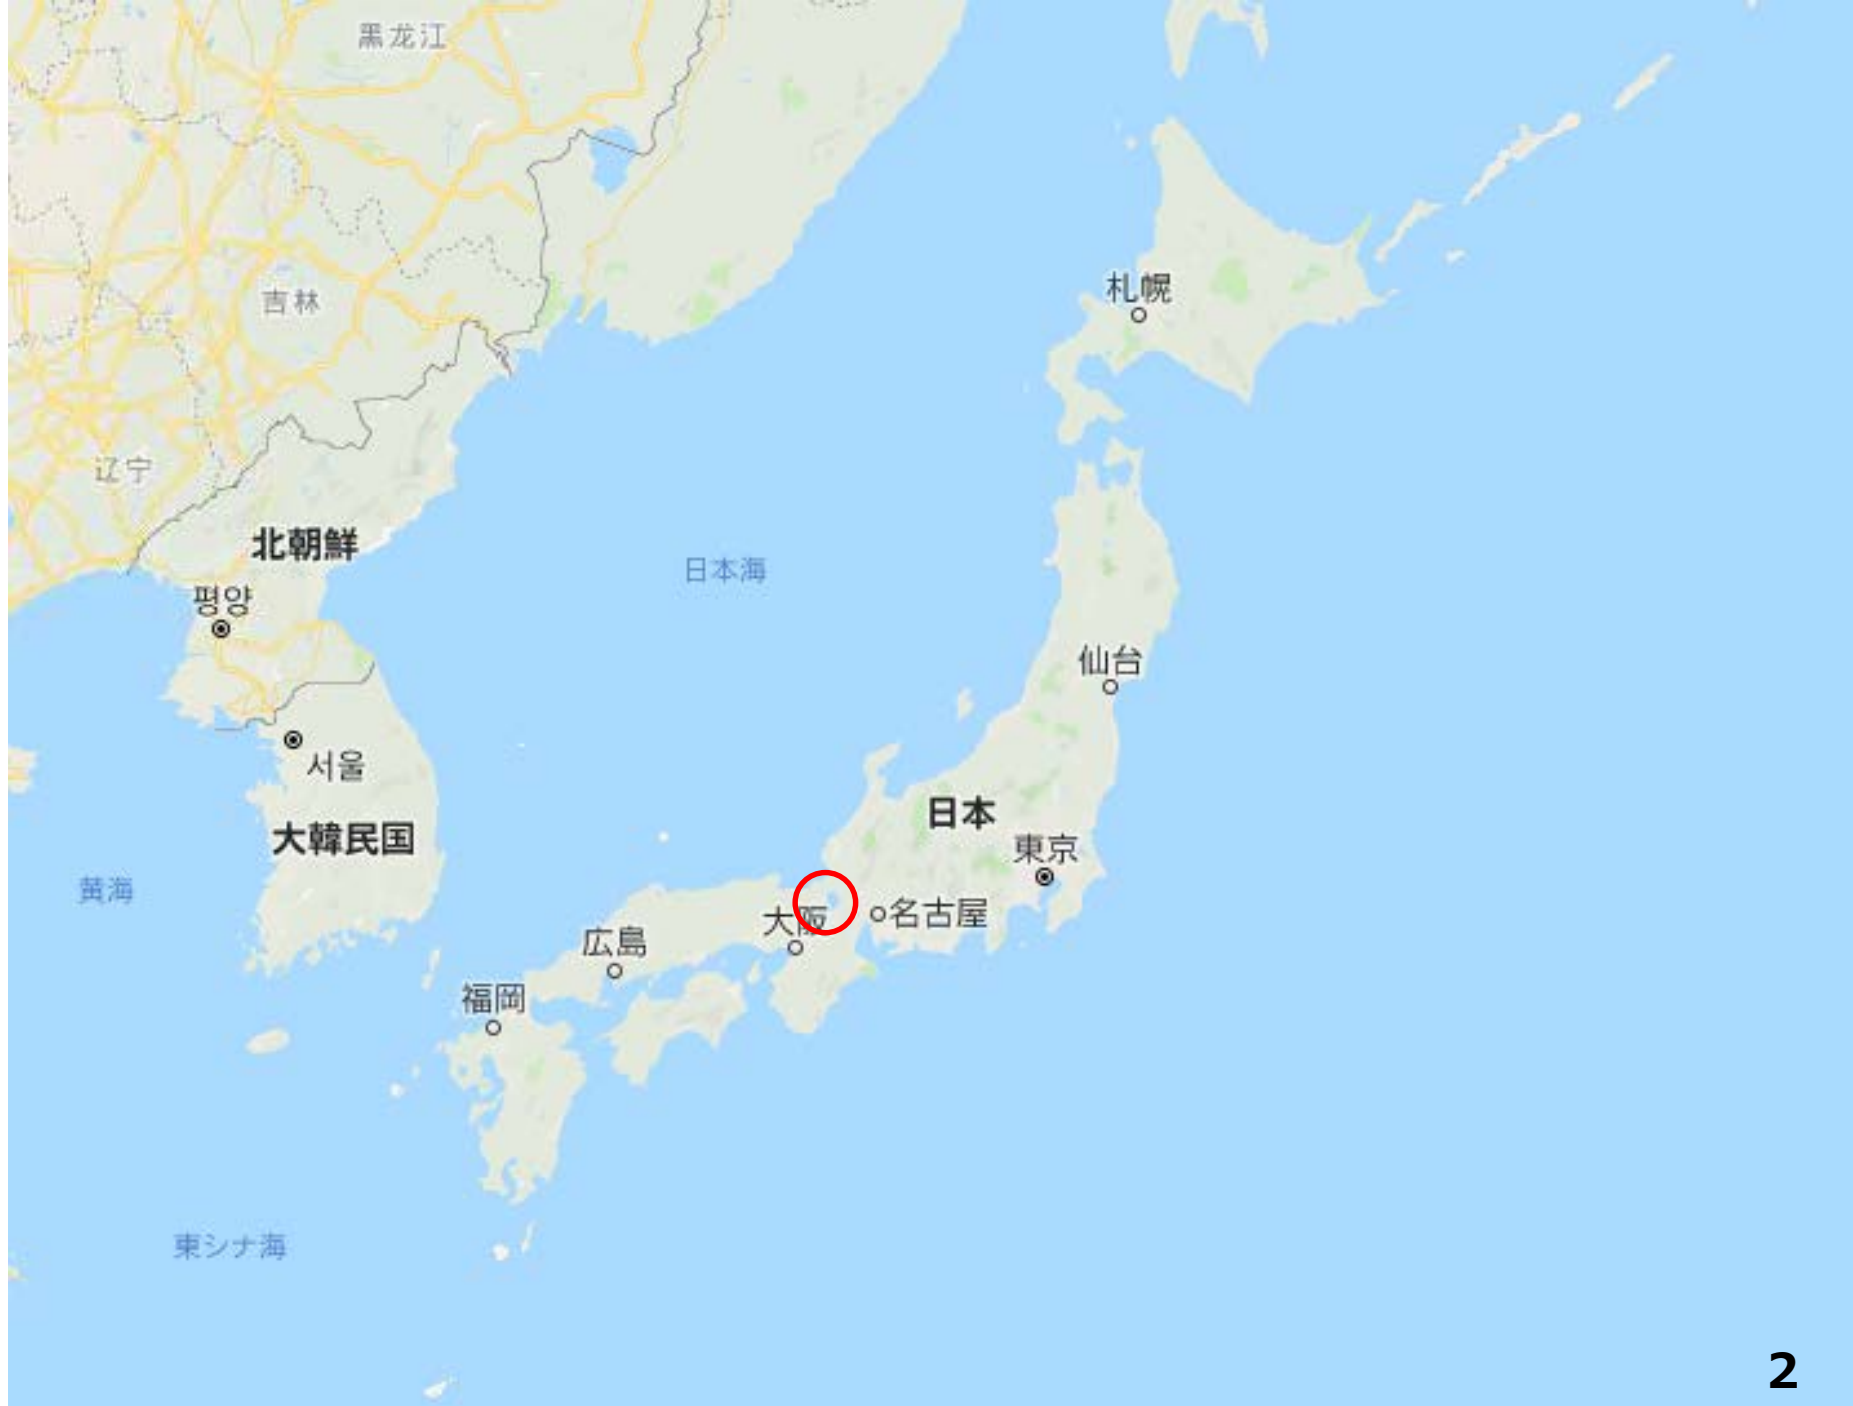 黑龙江
札幌
吉林
辽宁
北朝鮮
日本海
평양
仙台
서울
日本
大韓民国
東京
黄海
大阪
名古屋
広島
福岡
東シナ海
2